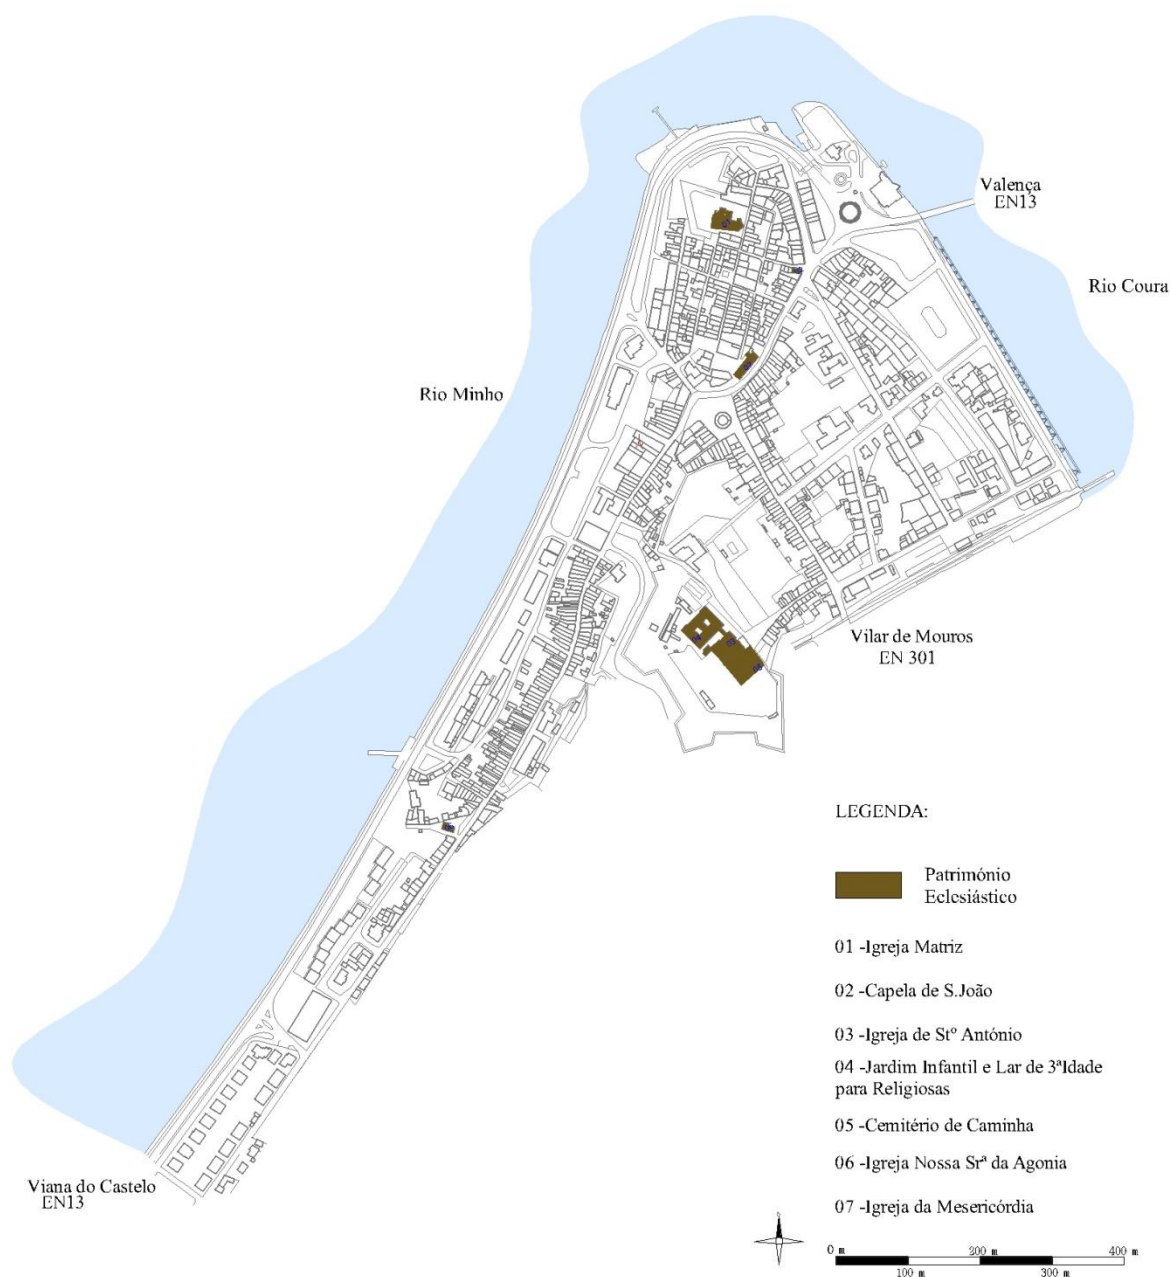 Valença
EN13
Rio Coura
Rio Minho
Vilar de Mouros
EN 301
LEGENDA:
Património
Eclesiástico
01 -Igreja Matriz
02 -Capela de S.João
03 -Igreja de Stº António
04 -Jardim Infantil e Lar de 3ªIdade
para Religiosas
05 -Cemitério de Caminha
06 -Igreja Nossa Srª da Agonia
07 -Igreja da Mesericórdia
Viana do Castelo
EN13
0 m 200 m 400 m
100 m 300 m